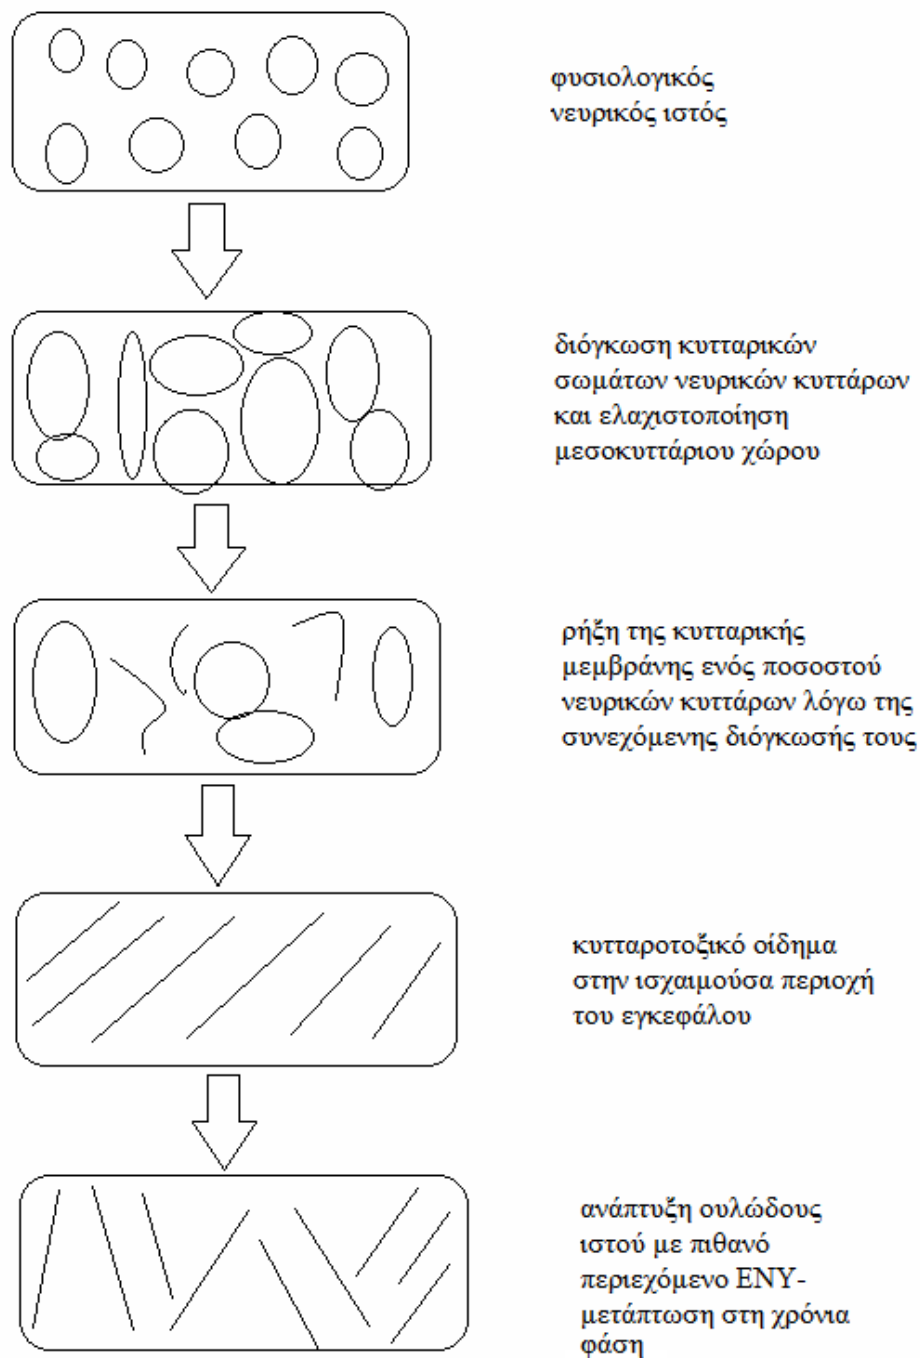 φυσιολογικός
νευρικός ιστός
διόγκωση κυτταρικών
σωμάτων νευρικών κυττάρων
και ελαχιστοποίηση
μεσοκυττάριου χώρου
ρήξη της κυτταρικής
μεμβράνης ενός ποσοστού
νευρικών κυττάρων λόγω της
συνεχόμενης διόγκωσής τους
κυτταροτοξικό οίδημα
στην ισχαιμούσα περιοχή
του εγκεφάλου
ανάπτυξη ουλώδους
ιστού με πιθανό
περιεχόμενο ΕΝΥ-
μετάπτωση στη χρόνια
φάση